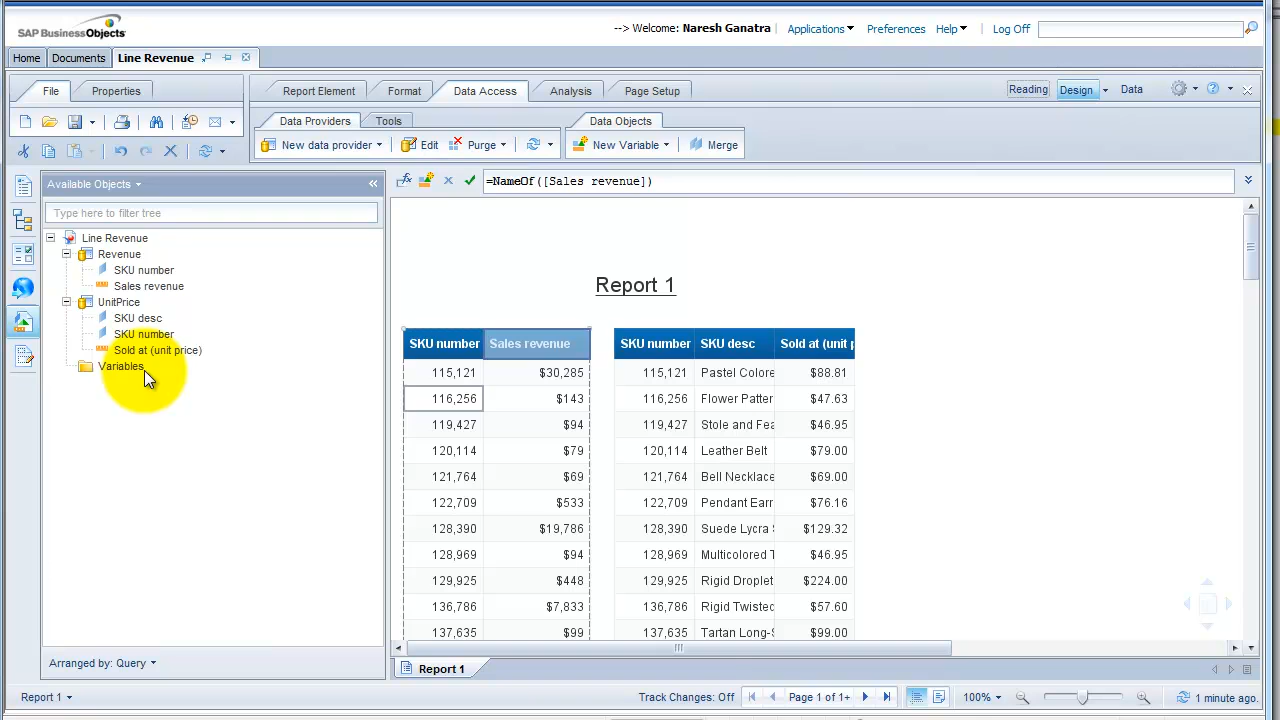 SAP BusinessObjects
--> Welcome: Naresh Ganatra
Applications
Preferences
Help
Log Off
Home
Documents
Line Revenue
File
Properties
Report Element
Format
Data Access
Analysis
Page Setup
Reading
Design
Data
Data Providers
Tools
Data Objects
New data provider
Edit
Purge
New Variable
Merge
Available Objects
=NameOf([Sales revenue])
Type here to filter tree
Line Revenue
Revenue
SKU number
Sales revenue
UnitPrice
SKU desc
SKU number
Sold at (unit price)
Variables
Report 1
SKU number Sales revenue
115,121 $30,285
116,256 $143
119,427 $94
120,114 $79
121,764 $69
122,709 $533
128,390 $19,786
128,969 $94
129,925 $448
136,786 $7,833
137,635 $99
SKU number SKU desc Sold at (unit p
115,121 Pastel Colore $88.81
116,256 Flower Patter $47.63
119,427 Stole and Fea $46.95
120,114 Leather Belt $79.00
121,764 Bell Necklace $69.00
122,709 Pendant Earr $76.16
128,390 Suede Lycra S $129.32
128,969 Multicolored T $46.95
129,925 Rigid Droplet $224.00
136,786 Rigid Twisted $57.60
137,635 Tartan Long-S $99.00
Arranged by: Query
Report 1
Report 1
Track Changes: Off
Page 1 of 1+
100%
1 minute ago.